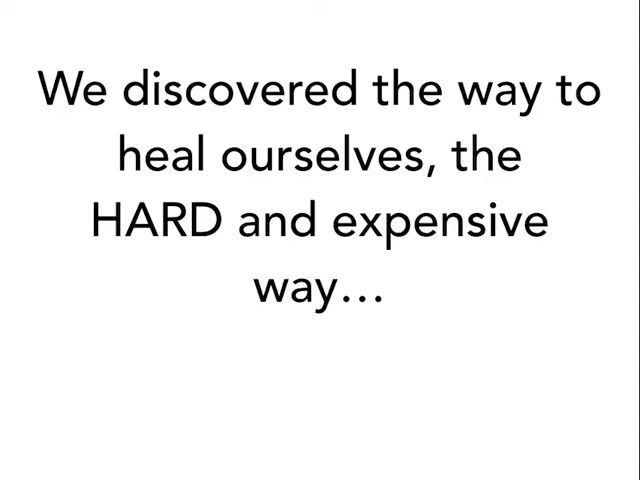 We discovered the way to
heal ourselves, the
HARD and expensive
way…